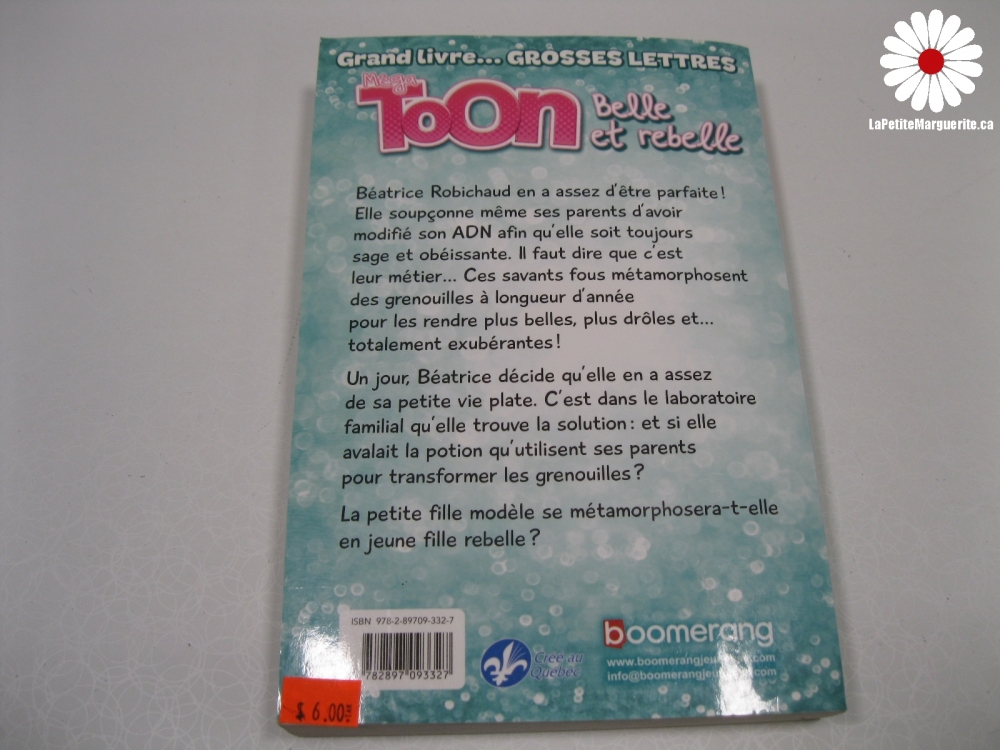 LaPetiteMarguerite.ca
Grand livre... GROSSES LETTRES
Méga
TOOn
Belle
et rebelle
Béatrice Robichaud en a assez d'être parfaite !
Elle soupçonne même ses parents d'avoir
modifié son ADN afin qu'elle soit toujours
sage et obéissante. Il faut dire que c'est
leur métier... Ces savants fous métamorphosent
des grenouilles à longueur d'année
pour les rendre plus belles, plus drôles et...
totalement exubérantes !
Un jour, Béatrice décide qu'elle en a assez
de sa petite vie plate. C'est dans le laboratoire
familial qu'elle trouve la solution : et si elle
avalait la potion qu'utilisent ses parents
pour transformer les grenouilles ?
La petite fille modèle se métamorphosera-t-elle
en jeune fille rebelle ?
ISBN 978-2-89709-332-7
782897 093327
Créé au
Québec
boomerang
$ 6.00